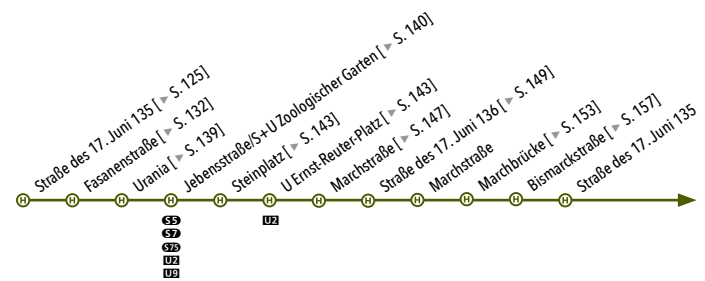 Straße des 17. Juni 135 [ ► S. 125]
Fasanenstraße [ ► S. 132]
Urania [ ► S. 139]
Jebensstraße/S+U Zoologischer Garten [ ► S. 140]
Steinplatz [ ► S. 143]
U Ernst-Reuter-Platz [ ► S. 143]
Marchstraße [ ► S. 147]
Straße des 17. Juni 136 [ ► S. 149]
Marchstraße
Marchbrücke [ ► S. 153]
Bismarckstraße [ ► S. 157]
Straße des 17. Juni 135
H H H H H H H H H H H H
S5 U2
S7
S75
U2
U9